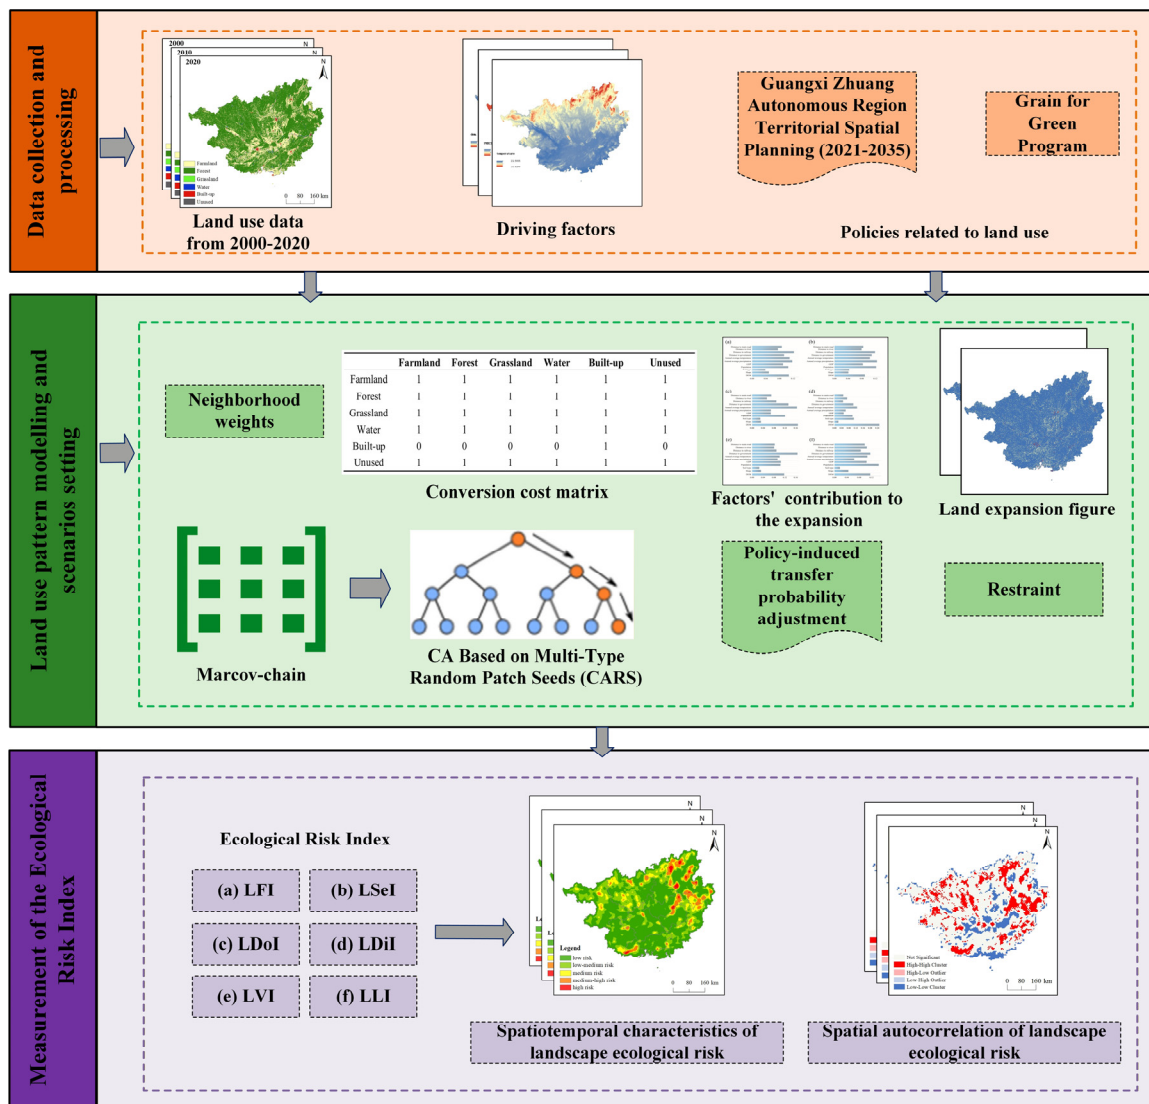 Data collection and
processing
2000
N
2010
2020
N
Farmland
Forest
Grassland
Water
Built-up
Unused
0 80 160 km
Land use data
from 2000-2020
Driving factors
Guangxi Zhuang
Autonomous Region
Territorial Spatial
Planning (2021-2035)
Grain for
Green
Program
Policies related to land use
Land use pattern modelling and
scenarios setting
Neighborhood
weights
Farmland Forest Grassland Water Built-up Unused
Farmland 1 1 1 1 1 1
Forest 1 1 1 1 1 1
Grassland 1 1 1 1 1 1
Water 1 1 1 1 1 1
Built-up 0 0 0 0 1 0
Unused 1 1 1 1 1 1
Conversion cost matrix
(a) (b)
(c) (d)
(e) (f)
Factors' contribution to
the expansion
Land expansion figure
Marcov-chain
CA Based on Multi-Type
Random Patch Seeds (CARS)
Policy-induced
transfer
probability
adjustment
Restraint
Measurement of the Ecological
Risk Index
Ecological Risk Index
(a) LFI
(b) LSeI
(c) LDoI
(d) LDiI
(e) LVI
(f) LLI
N
N
Legend
low risk
low-medium risk
medium risk
medium-high risk
high risk
0 80 160 km
Spatiotemporal characteristics of
landscape ecological risk
N
N
Not Significant
High-High Cluster
High-Low Outlier
Low-High Outlier
Low-Low Cluster
0 80 160 km
Spatial autocorrelation of landscape
ecological risk